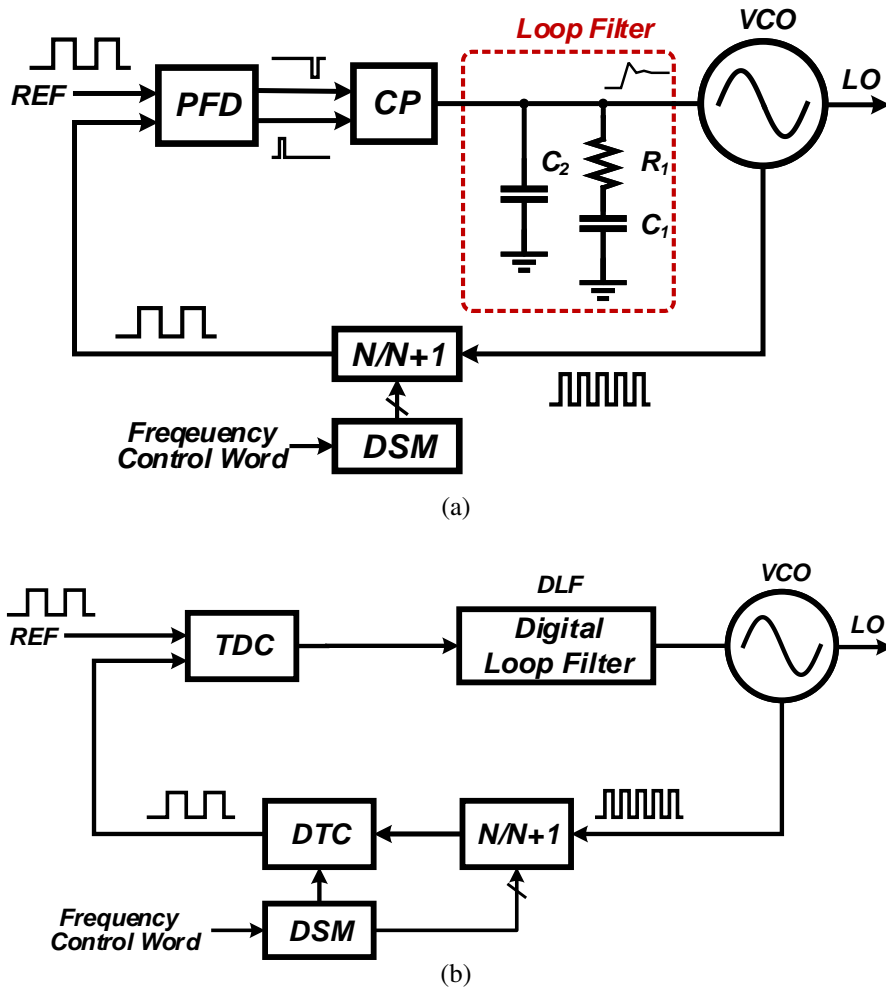 Loop Filter
VCO
REF
PFD
CP
LO
C2
R1
C1
N/N+1
Freqeuency
Control Word
DSM
(a)
DLF
VCO
REF
TDC
Digital
Loop Filter
LO
DTC
N/N+1
Frequency
Control Word
DSM
(b)